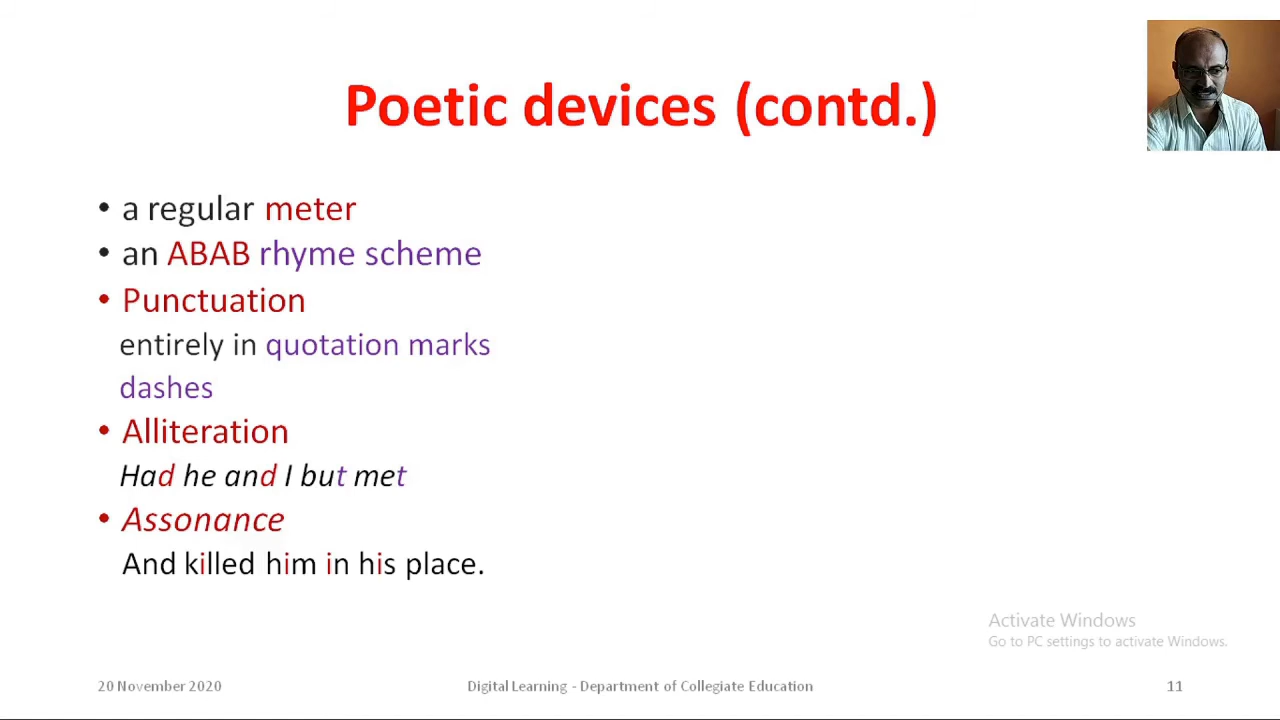 Poetic devices (contd.)
• a regular meter
• an ABAB rhyme scheme
• Punctuation
entirely in quotation marks
dashes
• Alliteration
Had he and I but met
• Assonance
And killed him in his place.
Activate Windows
Go to PC settings to activate Windows.
20 November 2020 Digital Learning - Department of Collegiate Education 11